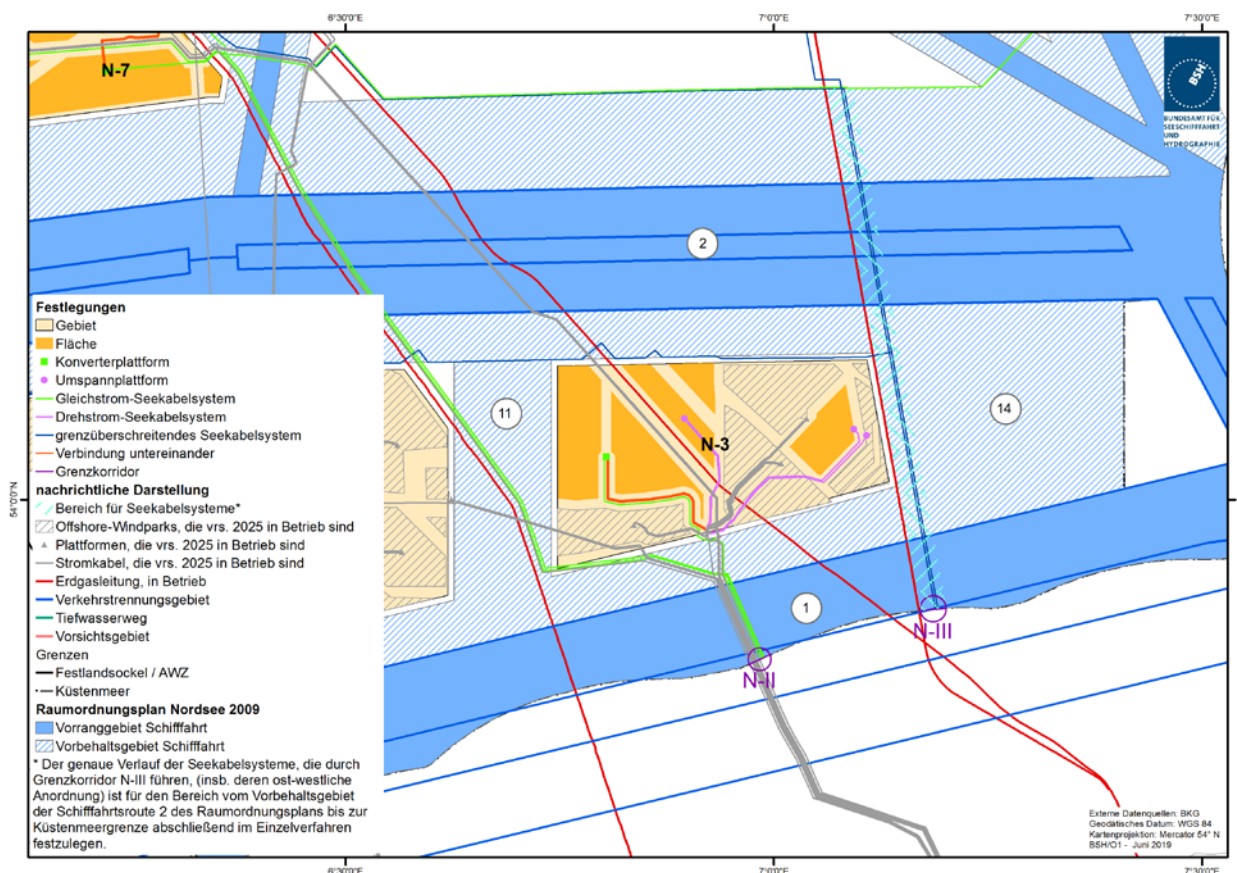 6°30'0"E
7°0'0"E
7°30'0"E
N-7
BSH
BUNDESAMT FÜR
SEESCHIFFFAHRT
UND
HYDROGRAPHIE
2
11
14
N-3
1
N-III
N-II
54°0'0"N
Festlegungen
Gebiet
Fläche
Konverterplattform
Umspannplattform
Gleichstrom-Seekabelsystem
Drehstrom-Seekabelsystem
grenzüberschreitendes Seekabelsystem
Verbindung untereinander
Grenzkorridor
nachrichtliche Darstellung
Bereich für Seekabelsysteme*
Offshore-Windparks, die vrs. 2025 in Betrieb sind
Plattformen, die vrs. 2025 in Betrieb sind
Stromkabel, die vrs. 2025 in Betrieb sind
Erdgasleitung, in Betrieb
Verkehrstrennungsgebiet
Tiefwasserweg
Vorsichtsgebiet
Grenzen
Festlandsockel / AWZ
Küstenmeer
Raumordnungsplan Nordsee 2009
Vorranggebiet Schifffahrt
Vorbehaltsgebiet Schifffahrt
* Der genaue Verlauf der Seekabelsysteme, die durch
Grenzkorridor N-III führen, (insb. deren ost-westliche
Anordnung) ist für den Bereich vom Vorbehaltsgebiet
der Schifffahrtsroute 2 des Raumordnungsplans bis zur
Küstenmeergrenze abschließend im Einzelverfahren
festzulegen.
Externe Datenquellen: BKG
Geodätisches Datum: WGS 84
Kartenprojektion: Mercator 54° N
BSH/O1 - Juni 2019
6°30'0"E
7°0'0"E
7°30'0"E